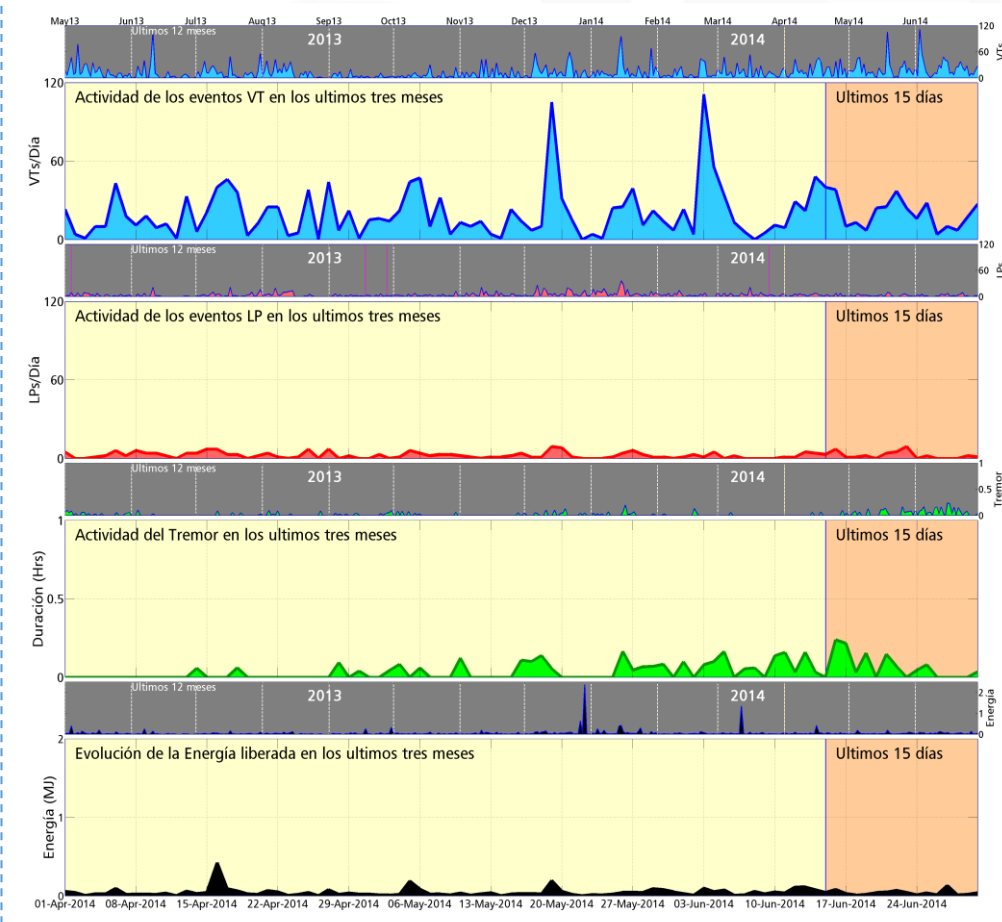 May13 Jun13 Jul13 Aug13 Sep13 Oct13 Nov13 Dec13 Jan14 Feb14 Mar14 Apr14 May14 Jun14
Ultimos 12 meses
2013 2014
120
60
0
VTs
120
60
0
VTs/Día
Actividad de los eventos VT en los ultimos tres meses
Ultimos 15 días
Ultimos 12 meses
2013 2014
120
60
0
LPs
120
60
0
LPs/Día
Actividad de los eventos LP en los ultimos tres meses
Ultimos 15 días
Ultimos 12 meses
2013 2014
1
0.5
0
Tremor
1
0.5
0
Duración (Hrs)
Actividad del Tremor en los ultimos tres meses
Ultimos 15 días
Ultimos 12 meses
2013 2014
2
1
0
Energía
2
1
0
Energía (MJ)
Evolución de la Energía liberada en los ultimos tres meses
Ultimos 15 días
01-Apr-2014 08-Apr-2014 15-Apr-2014 22-Apr-2014 29-Apr-2014 06-May-2014 13-May-2014 20-May-2014 27-May-2014 03-Jun-2014 10-Jun-2014 17-Jun-2014 24-Jun-2014